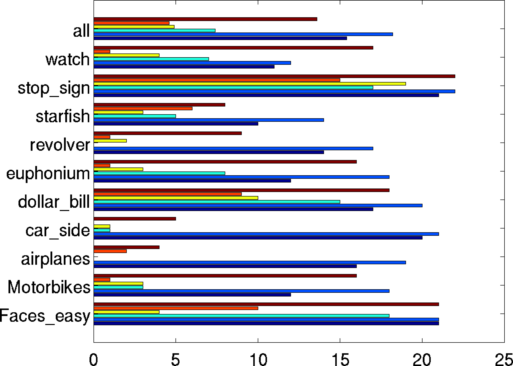 all
watch
stop_sign
starfish
revolver
euphonium
dollar_bill
car_side
airplanes
Motorbikes
Faces_easy
0 5 10 15 20 25